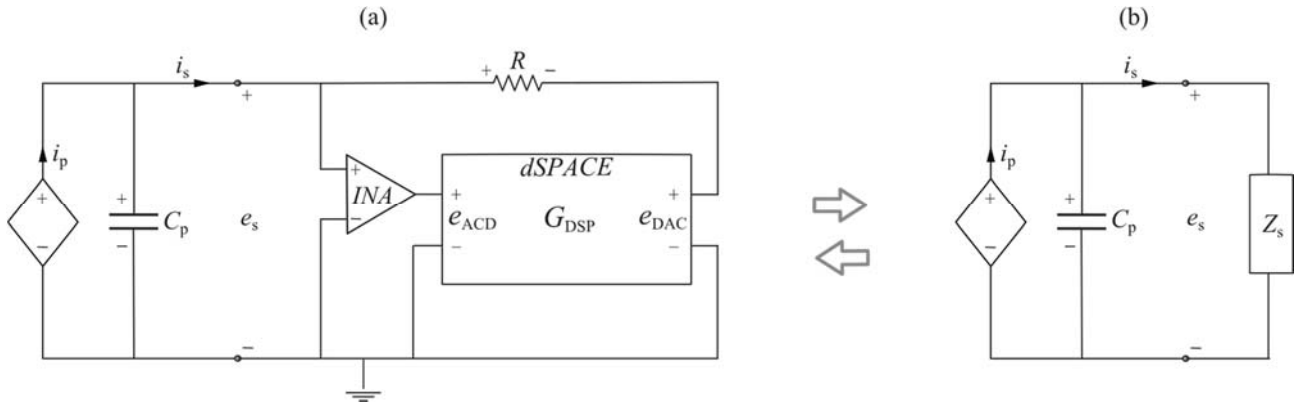 (a)
(b)
i_s
+ R −
i_s
+
+
i_p
+
INA
−
dSPACE
+ e_ACD G_DSP e_DAC +
− −
i_p
+
−
+
C_p
−
e_s
+
−
+
C_p
−
e_s
Z_s
−
−